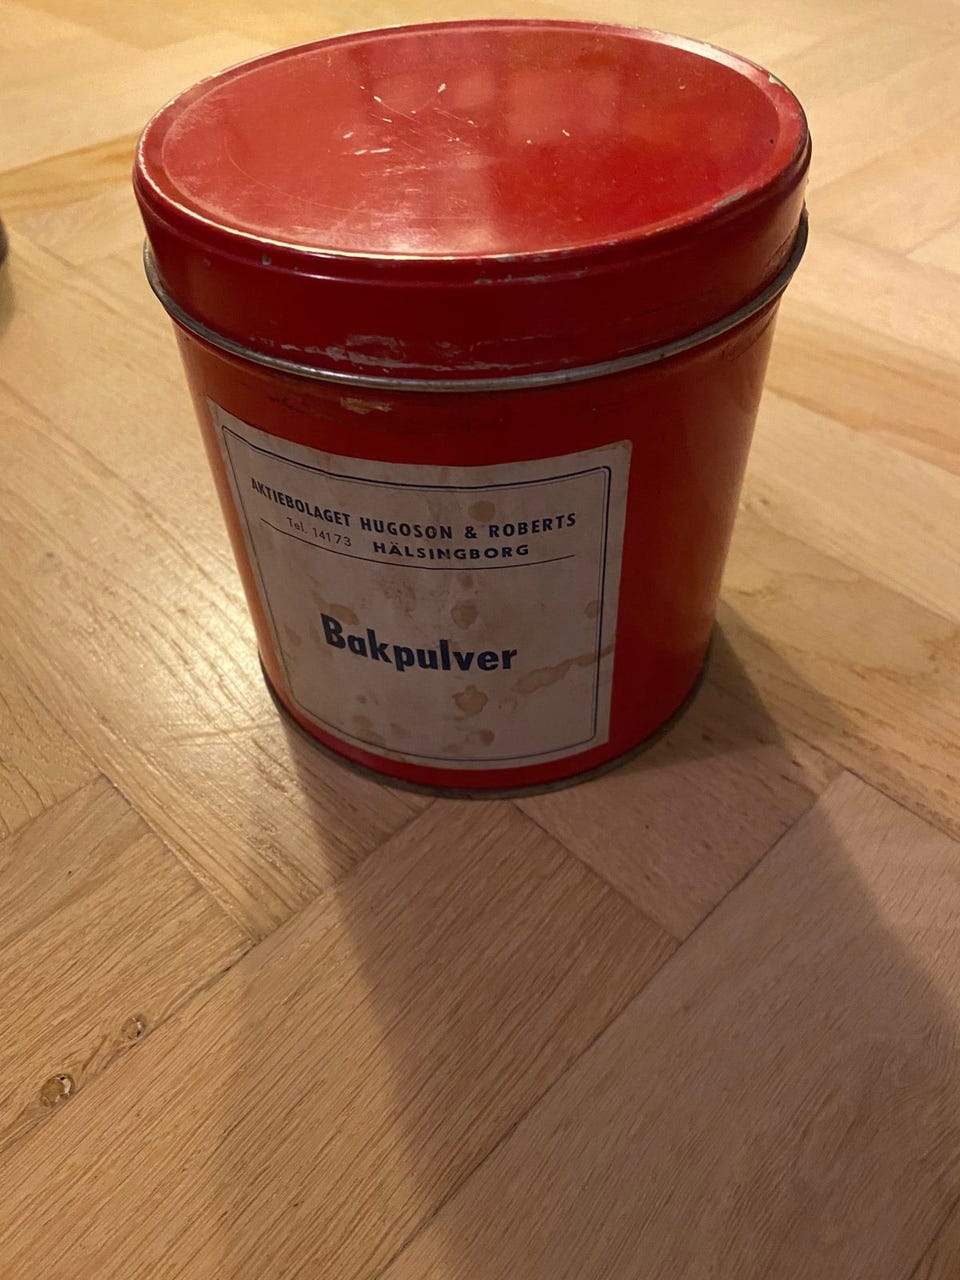 AKTIEBOLAGET HUGOSON & ROBERTS
Tel. 14173 HÄLSINGBORG
Bakpulver